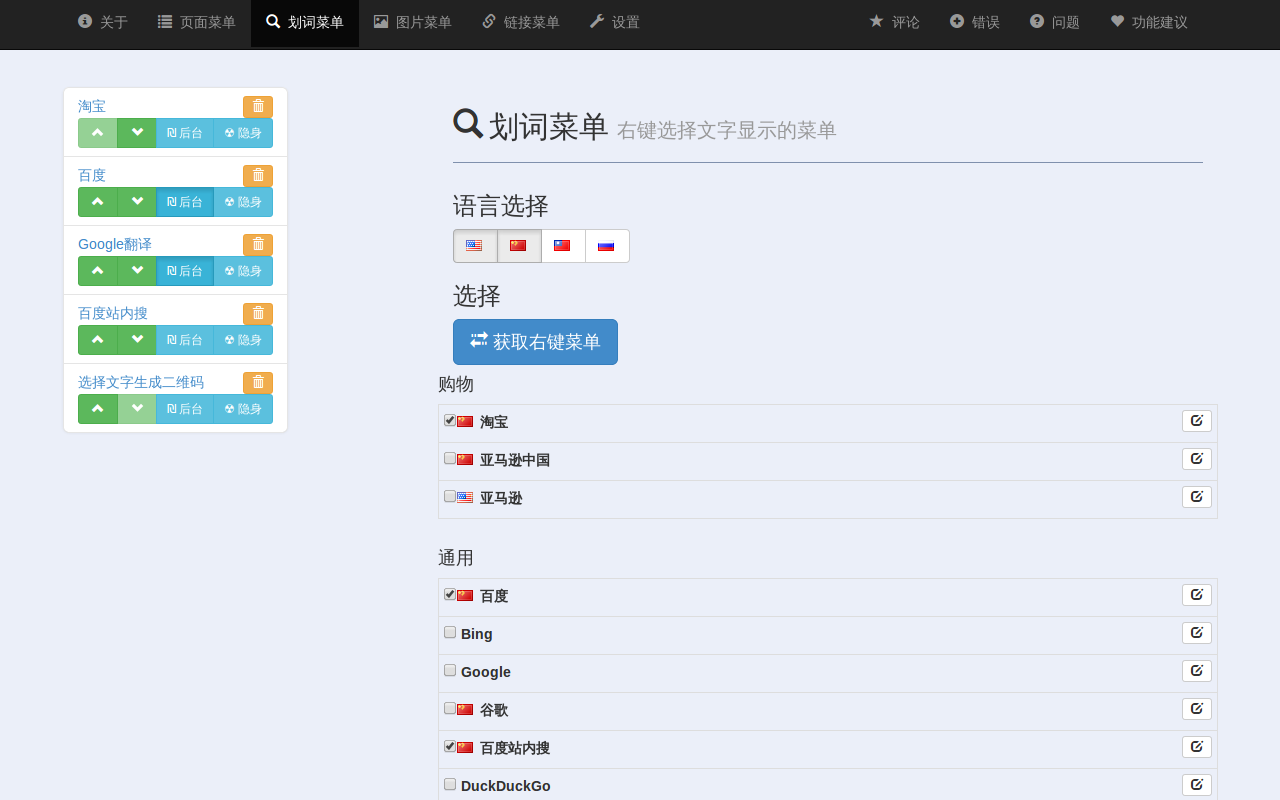 关于 页面菜单 划词菜单 图片菜单 链接菜单 设置 评论 错误 问题 功能建议
淘宝
后台 隐身
百度
后台 隐身
Google翻译
后台 隐身
百度站内搜
后台 隐身
选择文字生成二维码
后台 隐身
划词菜单 右键选择文字显示的菜单
语言选择
选择
获取右键菜单
购物
淘宝
亚马逊中国
亚马逊
通用
百度
Bing
Google
谷歌
百度站内搜
DuckDuckGo